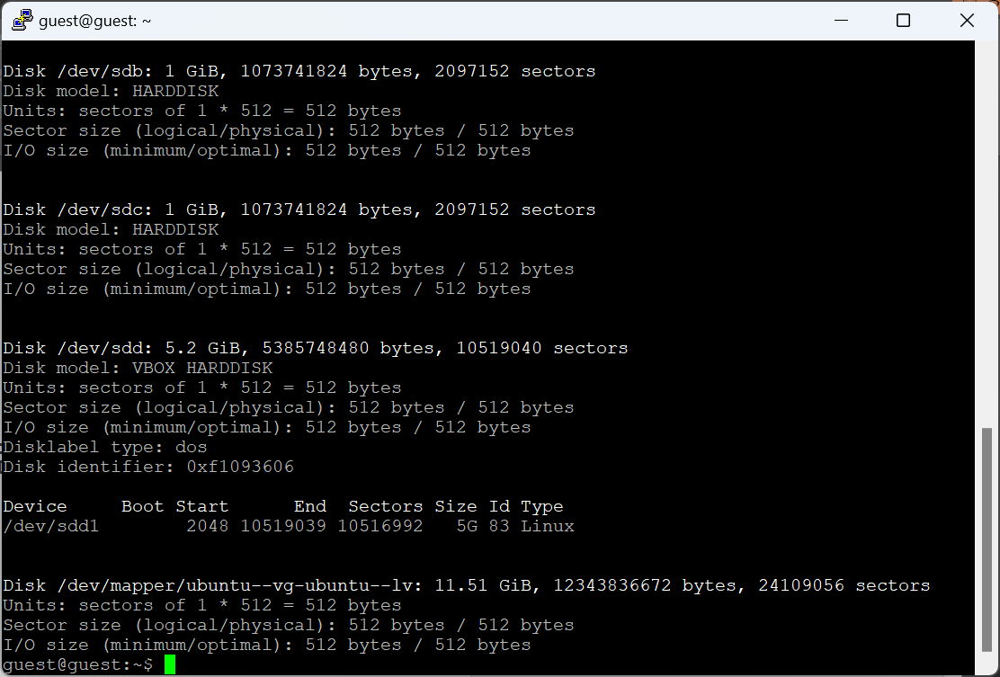 guest@guest: ~
Disk /dev/sdb: 1 GiB, 1073741824 bytes, 2097152 sectors
Disk model: HARDDISK
Units: sectors of 1 * 512 = 512 bytes
Sector size (logical/physical): 512 bytes / 512 bytes
I/O size (minimum/optimal): 512 bytes / 512 bytes
Disk /dev/sdc: 1 GiB, 1073741824 bytes, 2097152 sectors
Disk model: HARDDISK
Units: sectors of 1 * 512 = 512 bytes
Sector size (logical/physical): 512 bytes / 512 bytes
I/O size (minimum/optimal): 512 bytes / 512 bytes
Disk /dev/sdd: 5.2 GiB, 5385748480 bytes, 10519040 sectors
Disk model: VBOX HARDDISK
Units: sectors of 1 * 512 = 512 bytes
Sector size (logical/physical): 512 bytes / 512 bytes
I/O size (minimum/optimal): 512 bytes / 512 bytes
Disklabel type: dos
Disk identifier: 0xf1093606
Device     Boot Start      End  Sectors Size Id Type
/dev/sdd1        2048 10519039 10516992   5G 83 Linux
Disk /dev/mapper/ubuntu--vg-ubuntu--lv: 11.51 GiB, 12343836672 bytes, 24109056 sectors
Units: sectors of 1 * 512 = 512 bytes
Sector size (logical/physical): 512 bytes / 512 bytes
I/O size (minimum/optimal): 512 bytes / 512 bytes
guest@guest:~$